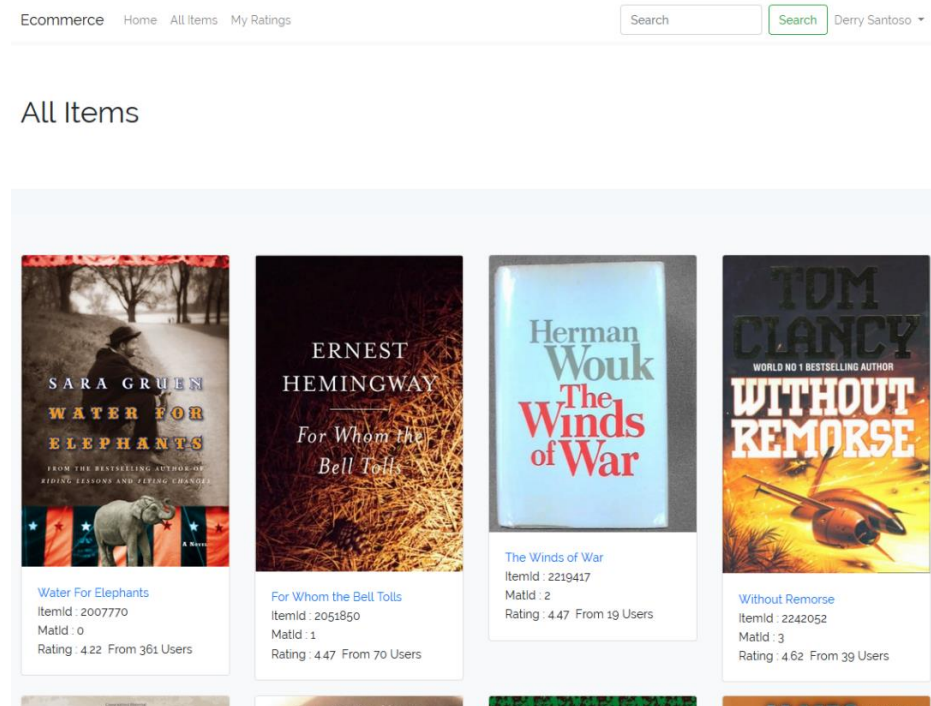 Ecommerce Home All Items My Ratings Search Search Derry Santoso
All Items
SARA GRUEN
WATER FOR
ELEPHANTS
FROM THE BESTSELLING AUTHOR OF
RIDING LESSONS AND FLYING CHANGES
A NOVEL
Water For Elephants
ItemId : 2007770
MatId : 0
Rating : 4.22 From 361 Users
ERNEST
HEMINGWAY
For Whom the
Bell Tolls
For Whom the Bell Tolls
ItemId : 2051850
MatId : 1
Rating : 4.47 From 70 Users
Herman
Wouk
The
Winds
of War
The Winds of War
ItemId : 2219417
MatId : 2
Rating : 4.47 From 19 Users
TOM
CLANCY
WORLD NO 1 BESTSELLING AUTHOR
WITHOUT
REMORSE
Without Remorse
ItemId : 2242052
MatId : 3
Rating : 4.62 From 39 Users